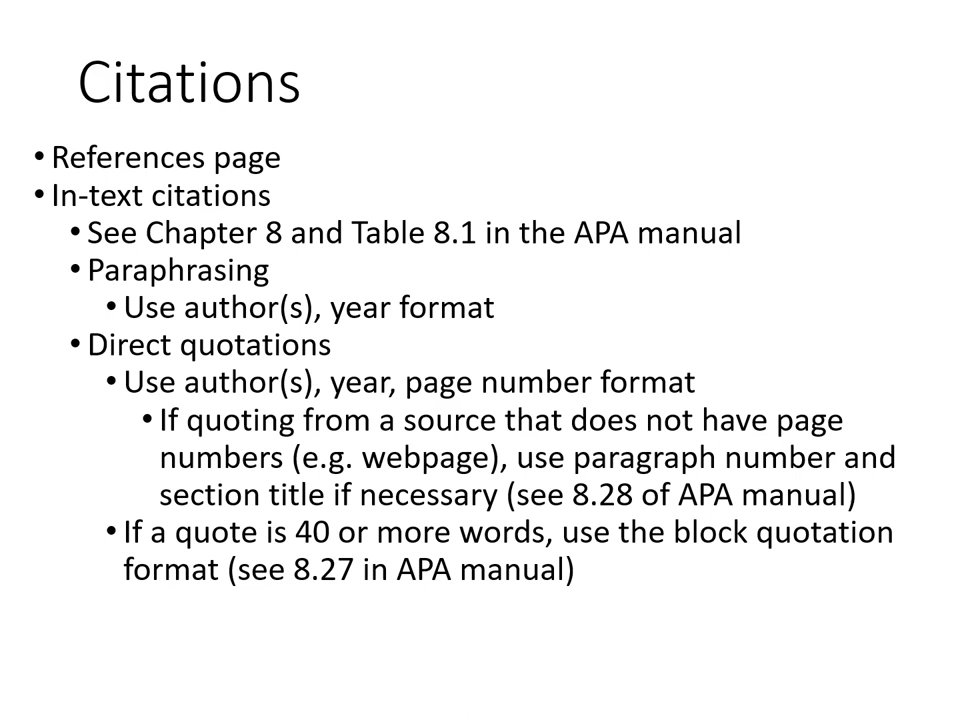 Citations
• References page
• In-text citations
• See Chapter 8 and Table 8.1 in the APA manual
• Paraphrasing
• Use author(s), year format
• Direct quotations
• Use author(s), year, page number format
• If quoting from a source that does not have page
numbers (e.g. webpage), use paragraph number and
section title if necessary (see 8.28 of APA manual)
• If a quote is 40 or more words, use the block quotation
format (see 8.27 in APA manual)